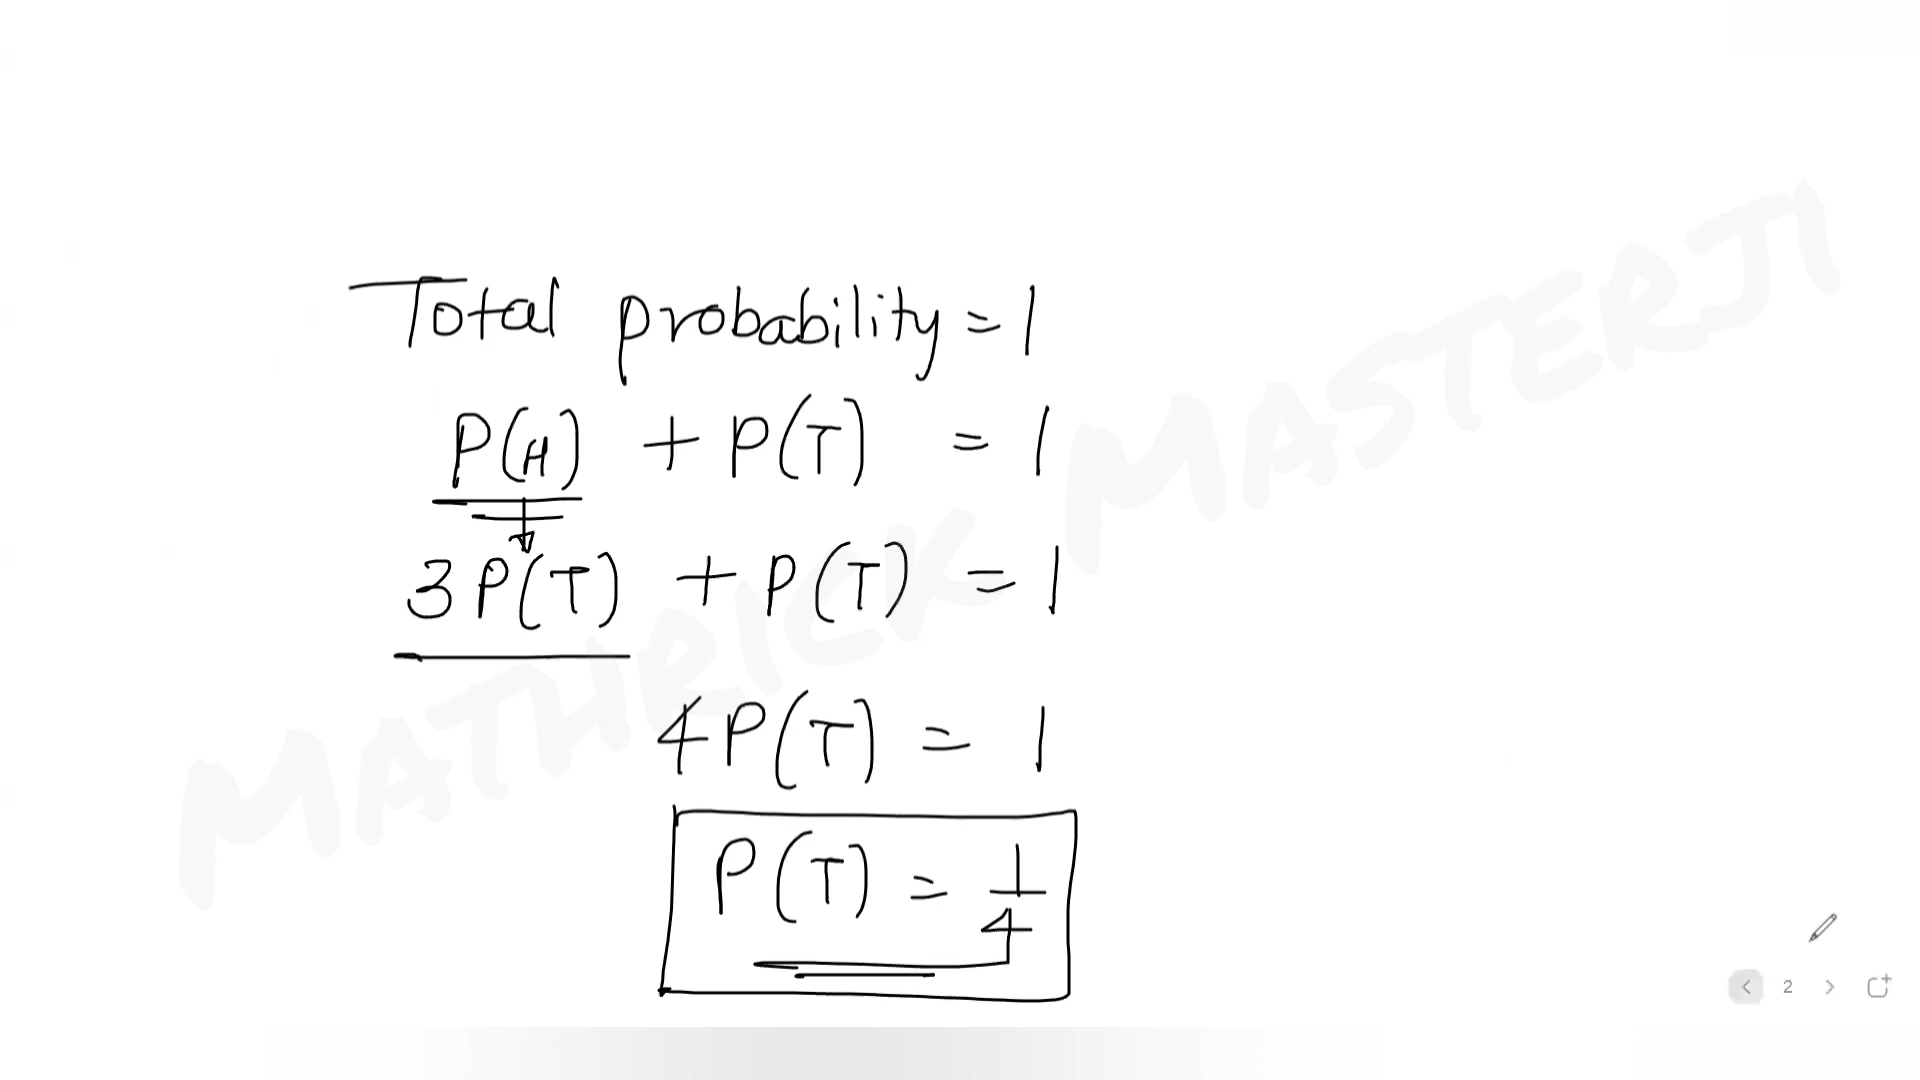 Total probability = 1
P(H) + P(T) = 1
3P(T) + P(T) = 1
4P(T) = 1
P(T) = 1/4
MATHRICK MASTERJI
2